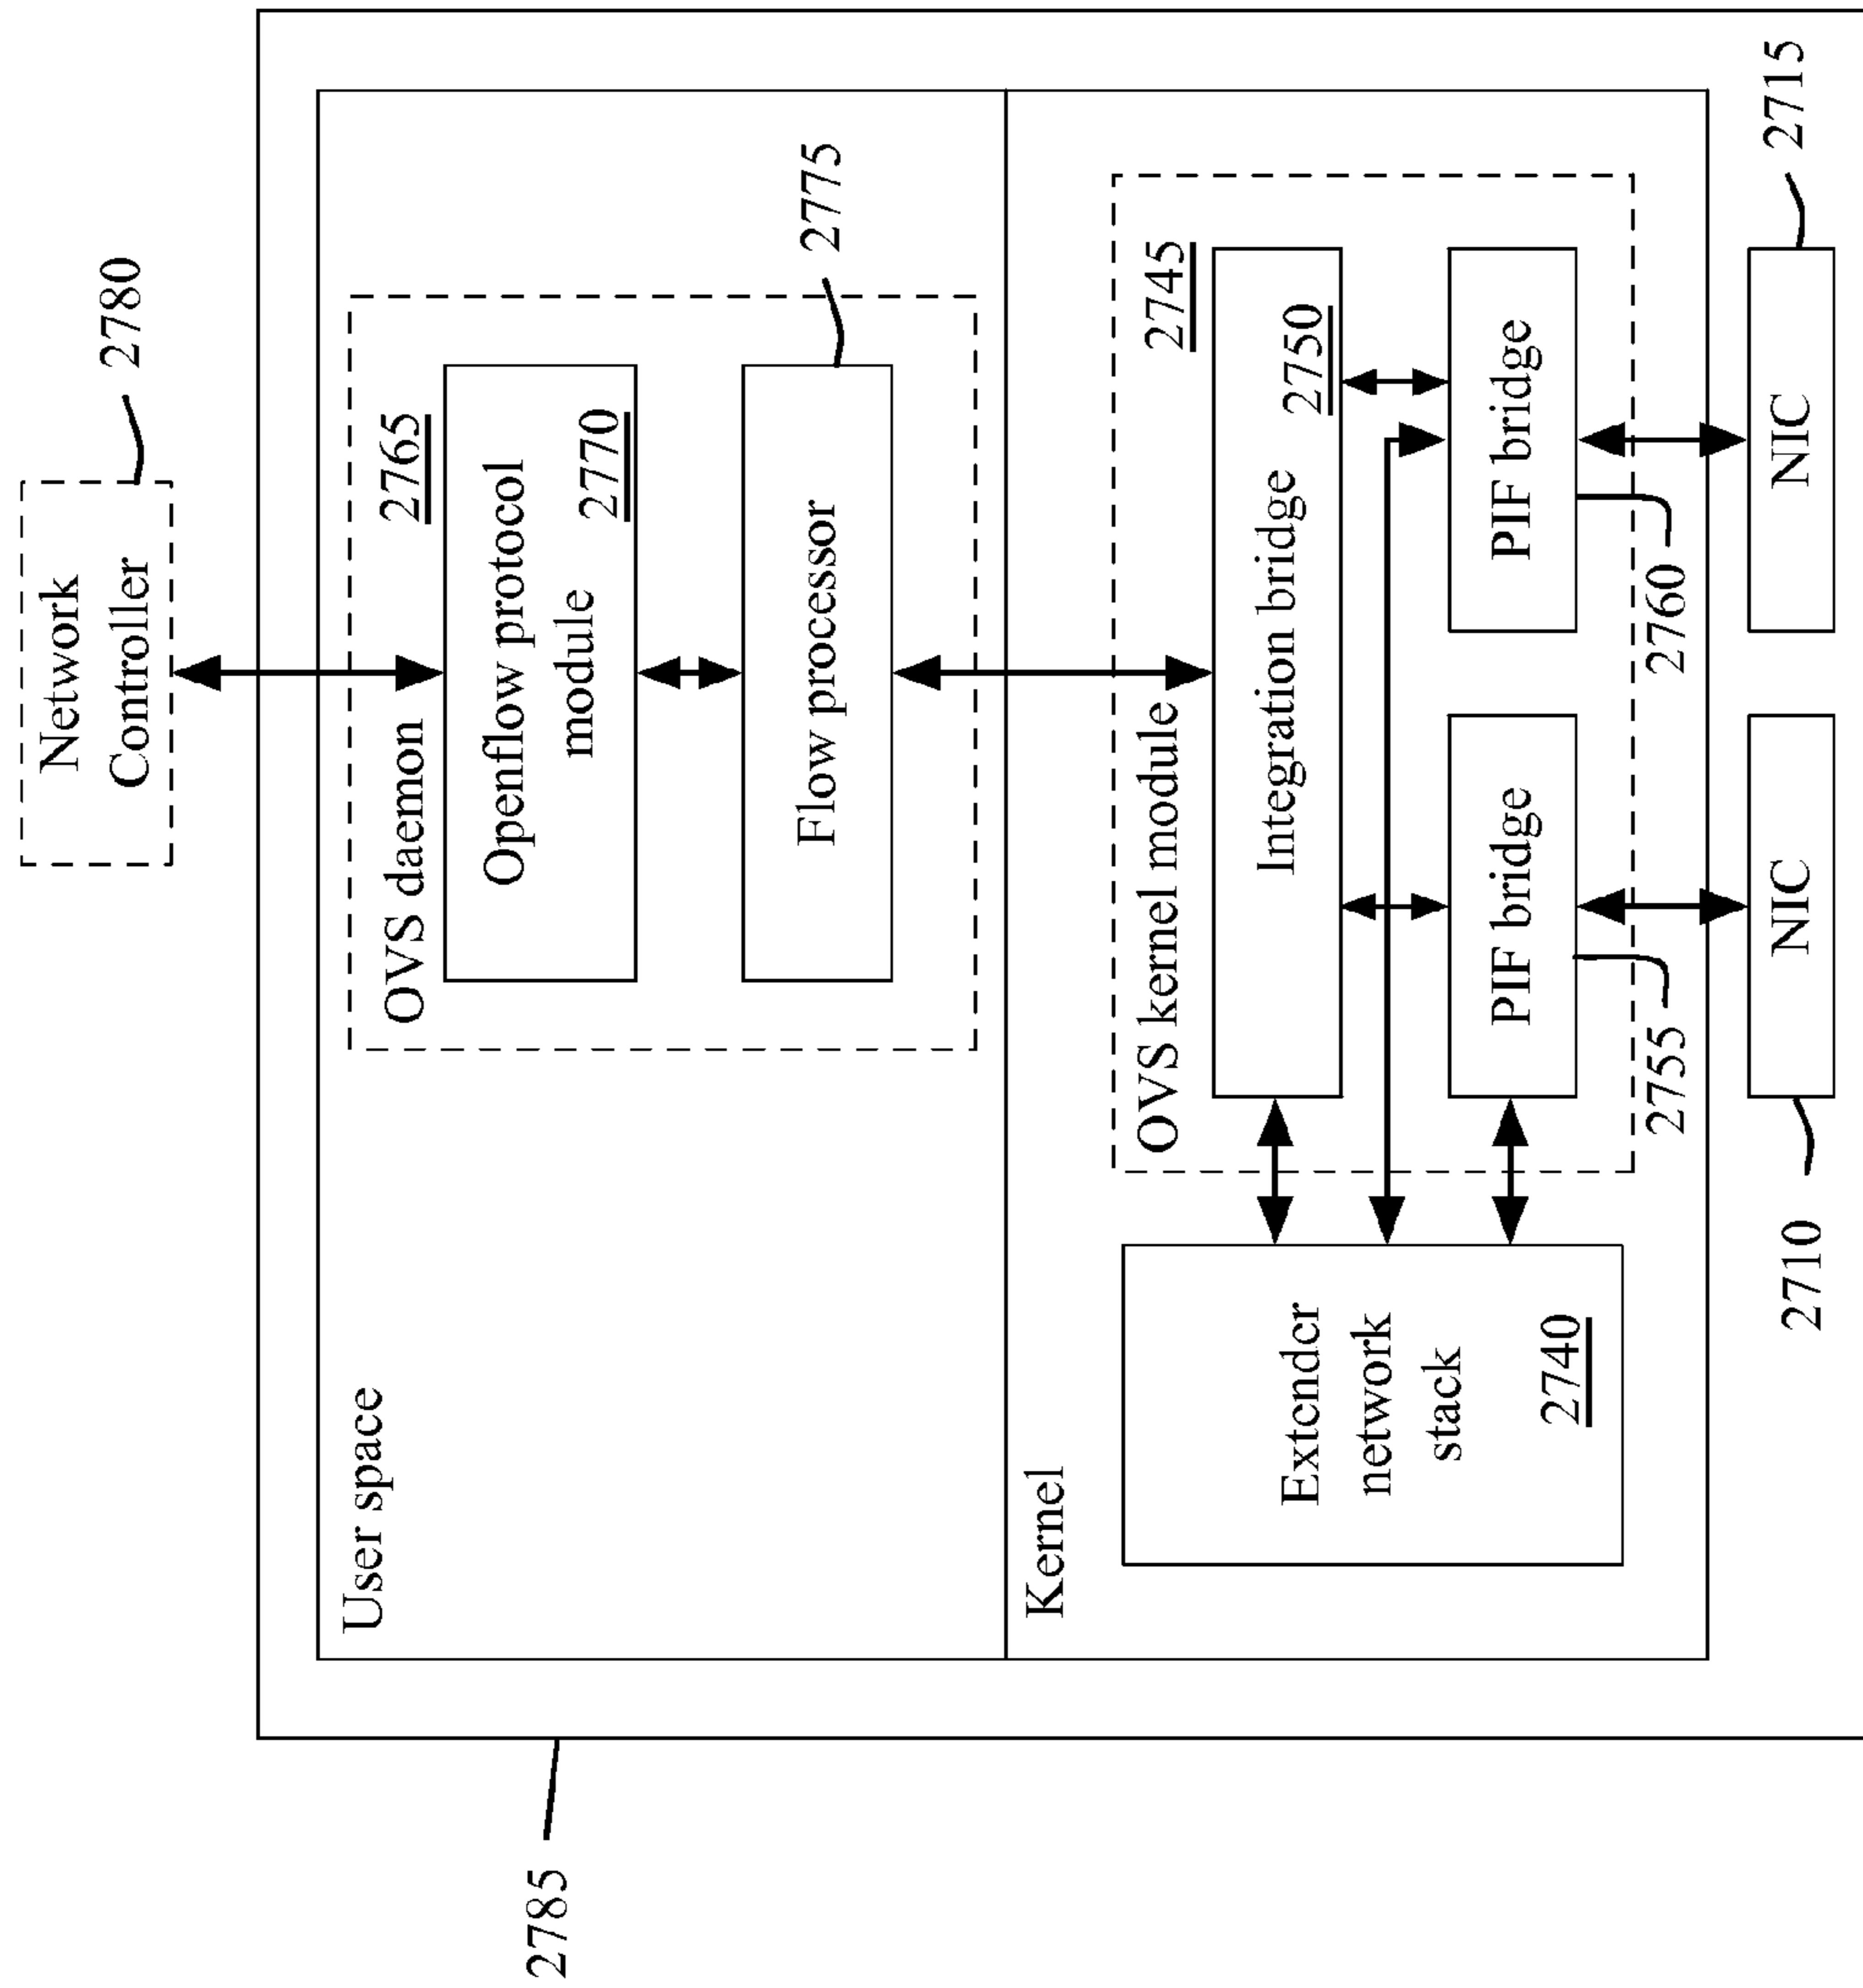 Network
Controller
2780
2785
User space
OVS daemon
2765
Openflow protocol
module
2770
Flow processor
2775
Kernel
OVS kernel module
2745
Integration bridge
2750
Extender
network
stack
2740
PIF bridge
2755
PIF bridge
2760
NIC
2710
NIC
2715